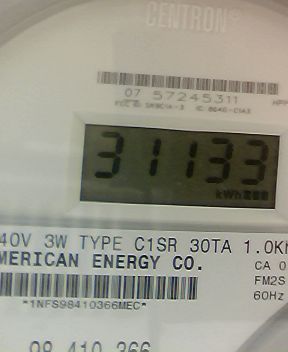 CENTRON®
07 57245311
31133
kWh
40V 3W TYPE C1SR 30TA 1.0K
MERICAN ENERGY CO.
CA 0
FM2S
60Hz
*1NFS98410366MEC*
98 410 366